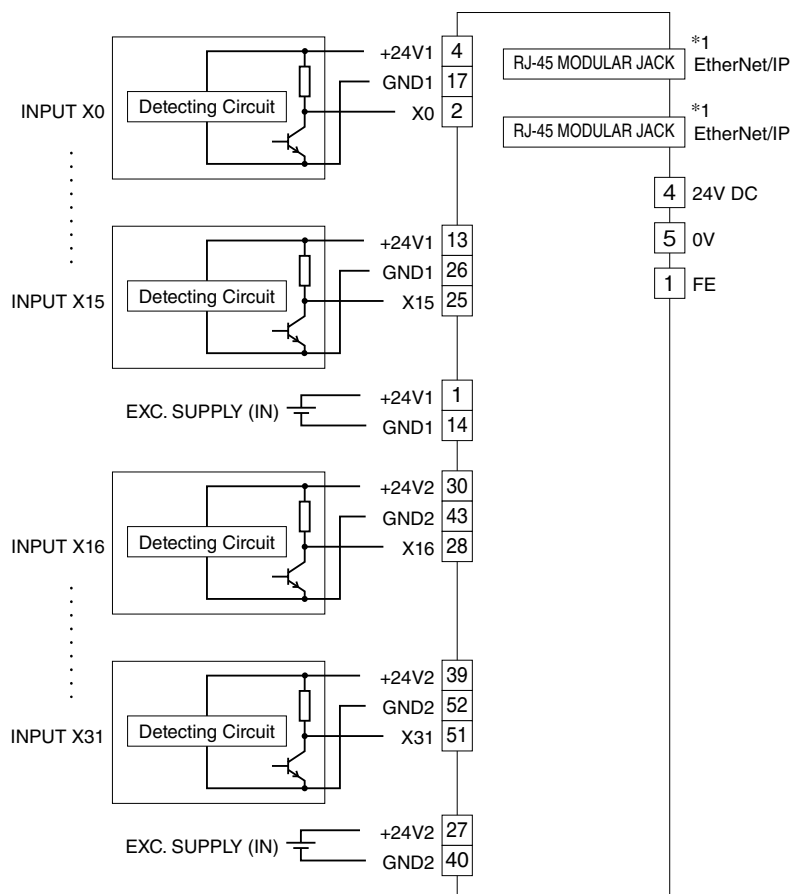 +24V1 4
GND1 17
INPUT X0 Detecting Circuit X0 2
+24V1 13
GND1 26
INPUT X15 Detecting Circuit X15 25
EXC. SUPPLY (IN) +24V1 1
GND1 14
+24V2 30
GND2 43
INPUT X16 Detecting Circuit X16 28
+24V2 39
GND2 52
INPUT X31 Detecting Circuit X31 51
EXC. SUPPLY (IN) +24V2 27
GND2 40
*1
RJ-45 MODULAR JACK EtherNet/IP
*1
RJ-45 MODULAR JACK EtherNet/IP
4 24V DC
5 0V
1 FE